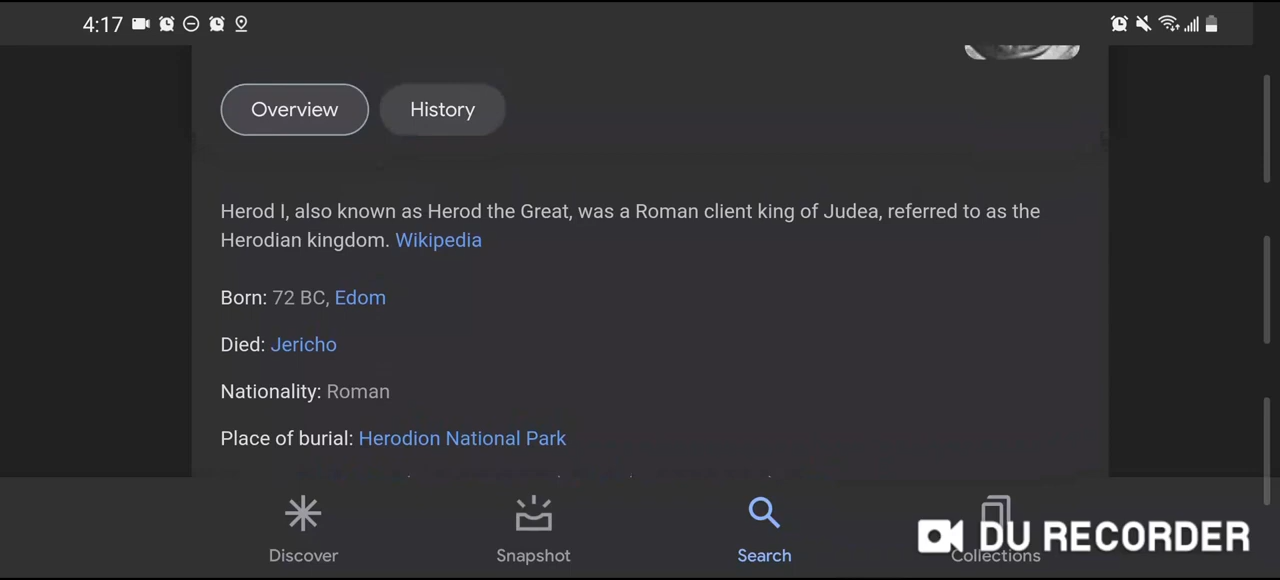 4:17
Overview
History
Herod I, also known as Herod the Great, was a Roman client king of Judea, referred to as the
Herodian kingdom. Wikipedia
Born: 72 BC, Edom
Died: Jericho
Nationality: Roman
Place of burial: Herodion National Park
Discover
Snapshot
Search
Collections
DU RECORDER